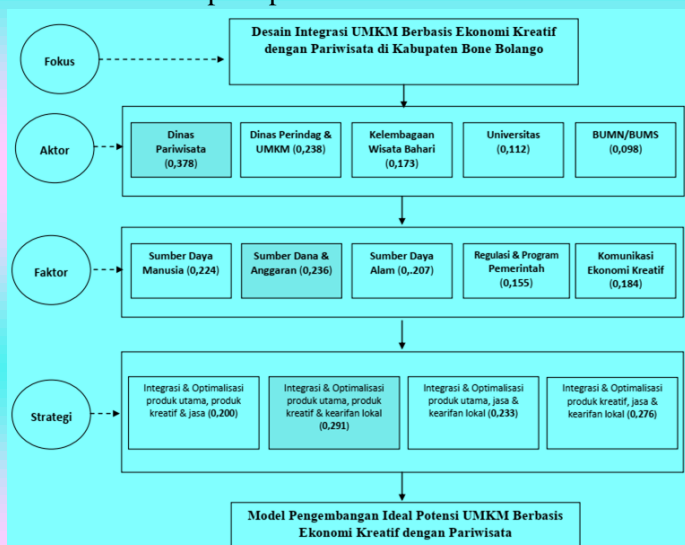 Desain Integrasi UMKM Berbasis Ekonomi Kreatif
dengan Pariwisata di Kabupaten Bone Bolango
Fokus
Aktor
Dinas
Pariwisata
(0,378)
Dinas Perindag &
UMKM (0,238)
Kelembagaan
Wisata Bahari
(0,173)
Universitas
(0,112)
BUMN/BUMS
(0,098)
Faktor
Sumber Daya
Manusia (0,224)
Sumber Dana &
Anggaran (0,236)
Sumber Daya
Alam (0,.207)
Regulasi & Program
Pemerintah
(0,155)
Komunikasi
Ekonomi Kreatif
(0,184)
Strategi
Integrasi & Optimalisasi
produk utama, produk
kreatif & jasa (0,200)
Integrasi & Optimalisasi
produk utama, produk
kreatif & kearifan lokal
(0,291)
Integrasi & Optimalisasi
produk utama, jasa &
kearifan lokal (0,233)
Integrasi & Optimalisasi
produk kreatif, jasa &
kearifan lokal (0,276)
Model Pengembangan Ideal Potensi UMKM Berbasis
Ekonomi Kreatif dengan Pariwisata